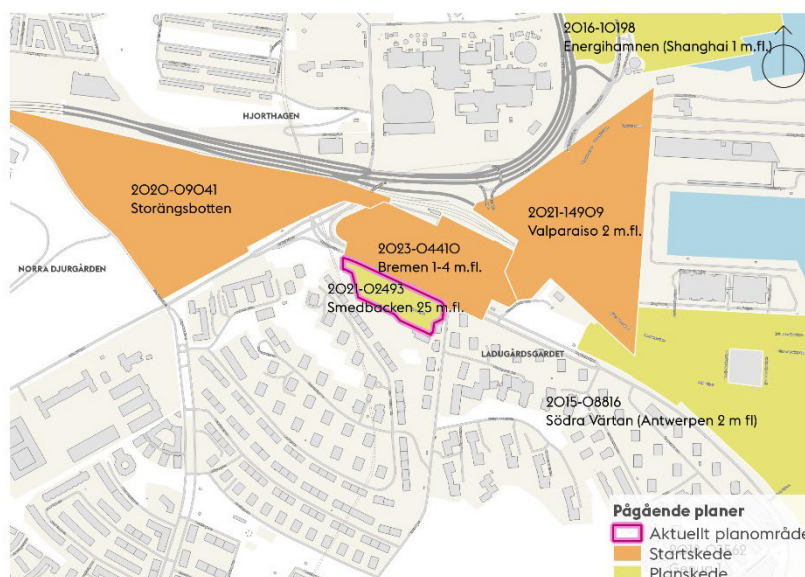 2016-10198
Energihamnen (Shanghai 1 m.fl.)
HJORTHAGEN
2020-09041
Storängsbotten
2021-14909
Valparaiso 2 m.fl.
2023-04410
Bremen 1-4 m.fl.
NORRA DJURGÅRDEN
2021-02493
Smedbacken 25 m.fl.
LADUGÅRDSGÄRDET
2015-08816
Södra Värtan (Antwerpen 2 m fl)
Pågående planer
Aktuellt planområde
Startskede
Planskede